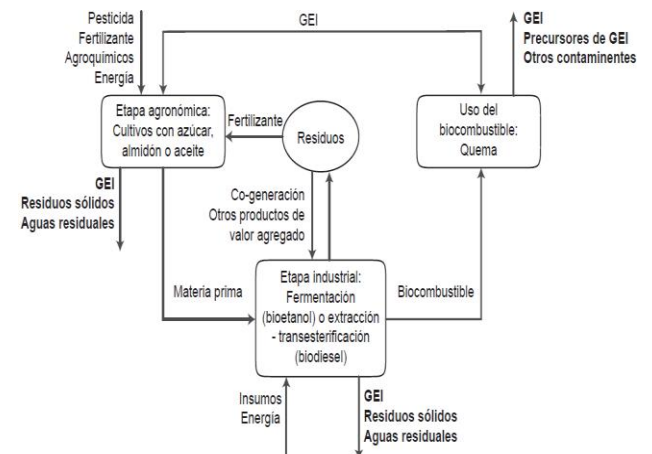 Pesticida
Fertilizante
Agroquímicos
Energía
GEI
GEI
Precursores de GEI
Otros contaminentes
Etapa agronómica:
Cultivos con azúcar,
almidón o aceite
Fertilizante
Residuos
Uso del
biocombustible:
Quema
GEI
Residuos sólidos
Aguas residuales
Co-generación
Otros productos de
valor agregado
Materia prima
Etapa industrial:
Fermentación
(bioetanol) o extracción
- transesterificación
(biodiesel)
Biocombustible
Insumos
Energía
GEI
Residuos sólidos
Aguas residuales